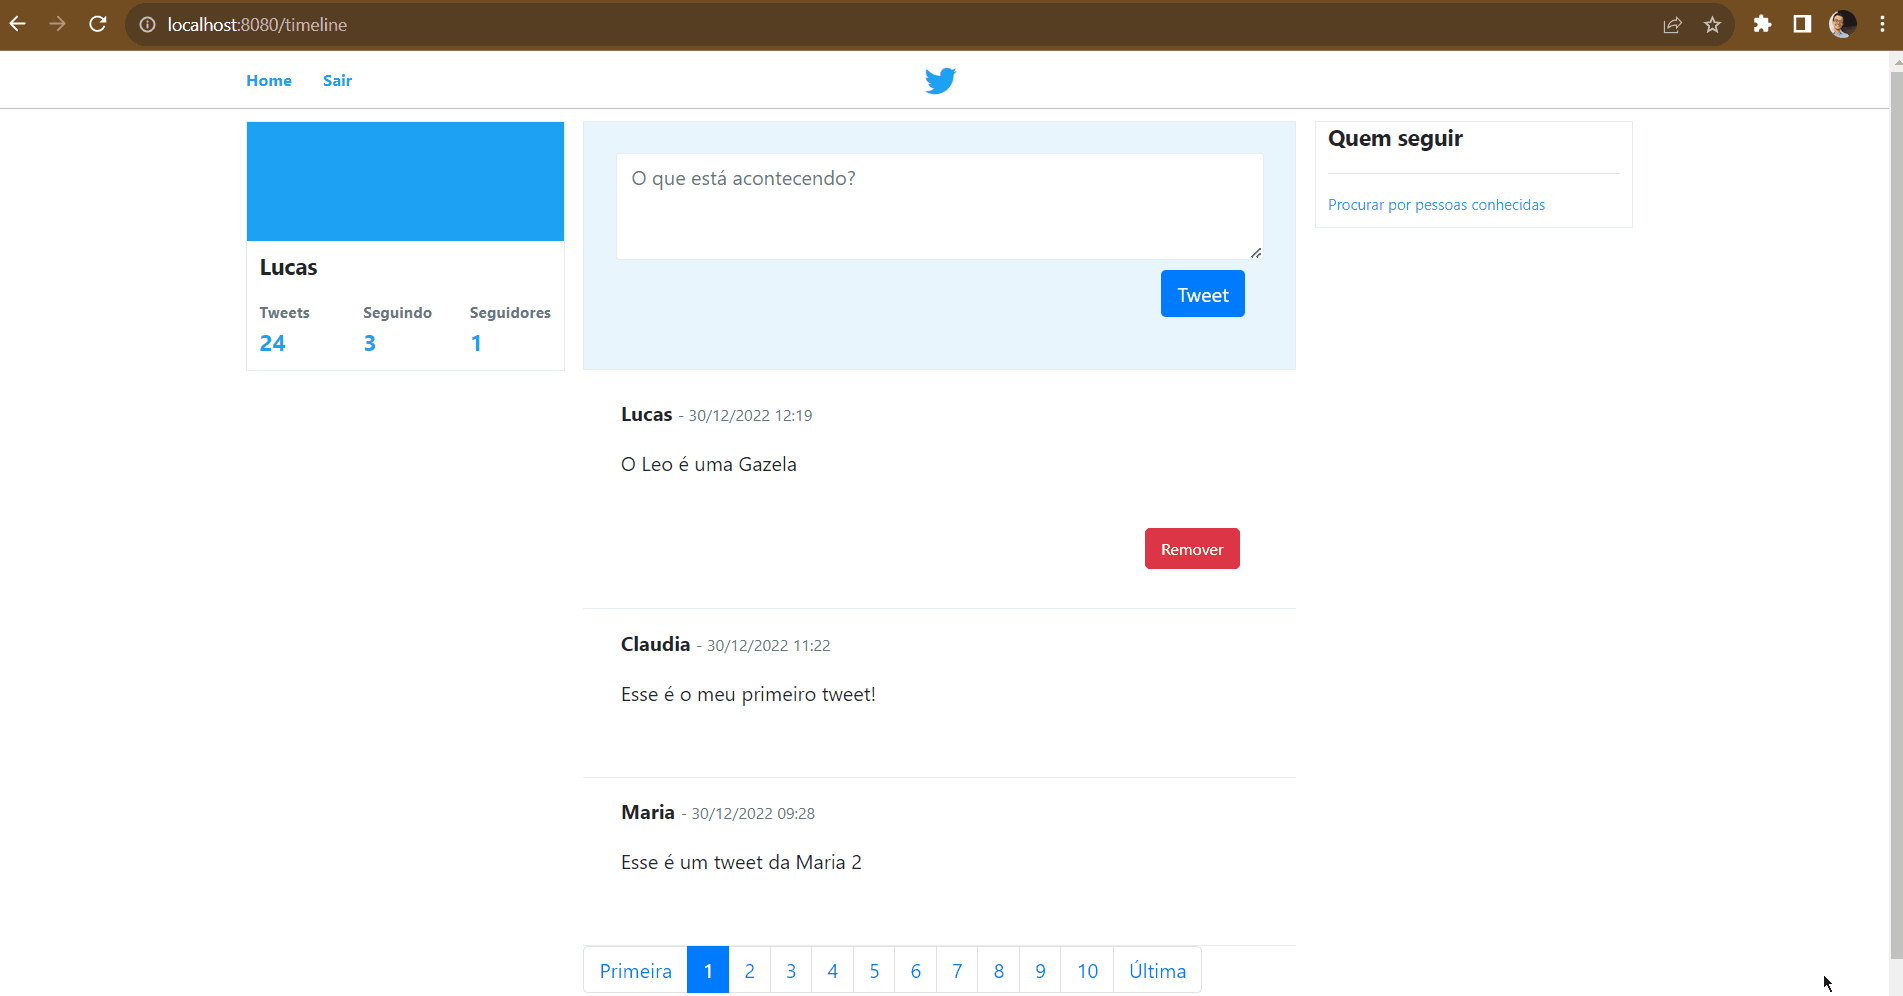 localhost:8080/timeline
Home Sair
Lucas
Tweets Seguindo Seguidores
24 3 1
O que está acontecendo?
Tweet
Lucas - 30/12/2022 12:19
O Leo é uma Gazela
Remover
Claudia - 30/12/2022 11:22
Esse é o meu primeiro tweet!
Maria - 30/12/2022 09:28
Esse é um tweet da Maria 2
Primeira 1 2 3 4 5 6 7 8 9 10 Última
Quem seguir
Procurar por pessoas conhecidas